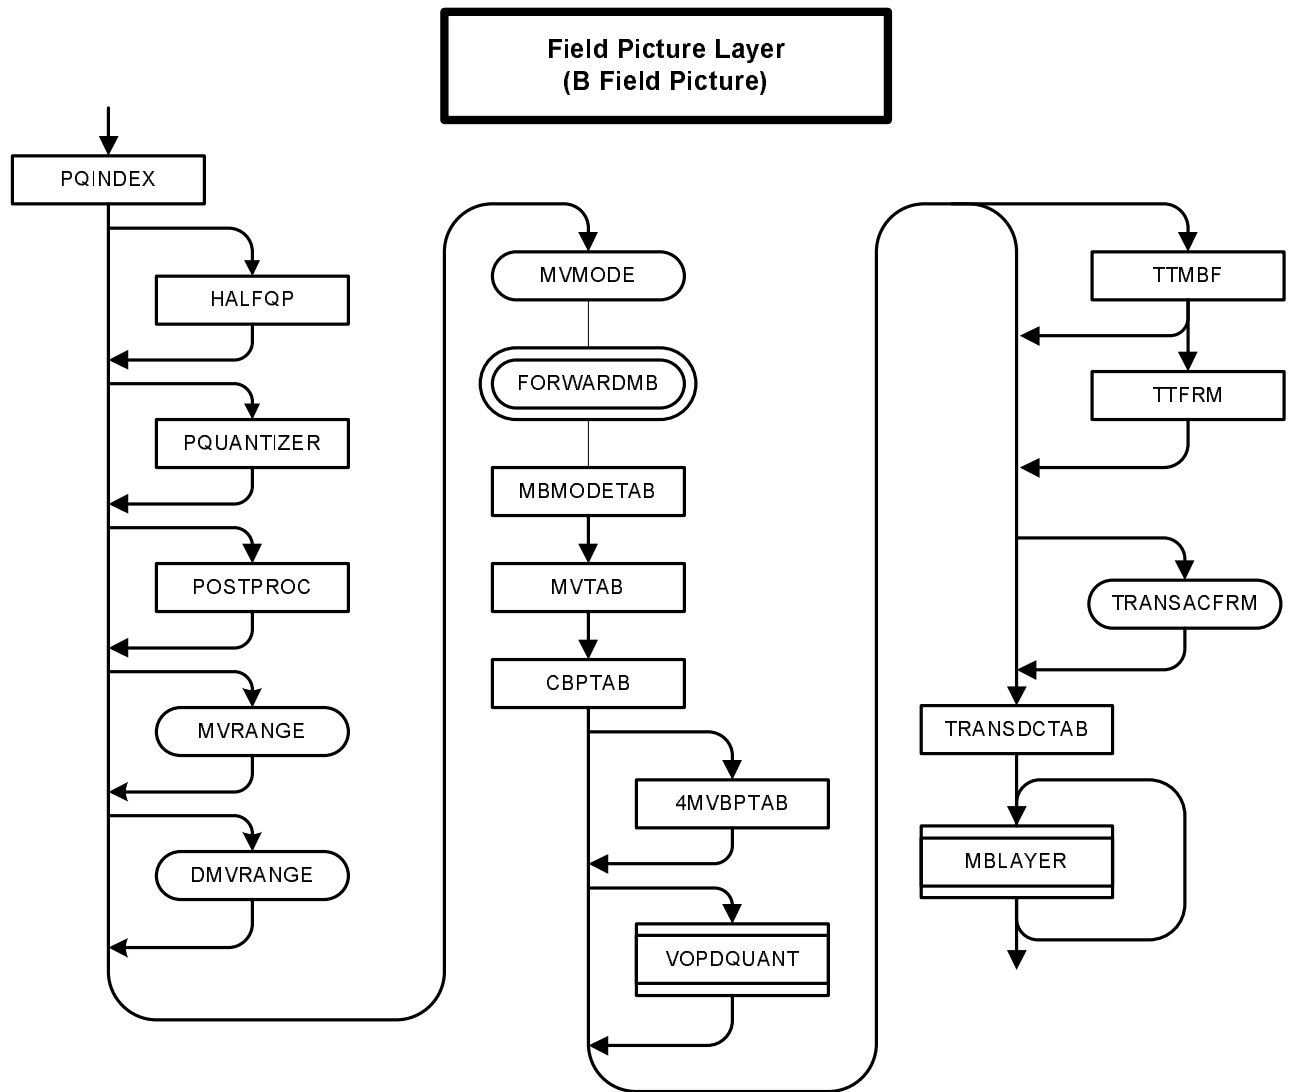 Field Picture Layer
(B Field Picture)
PQINDEX
HALFQP
PQUANTIZER
POSTPROC
MVRANGE
DMVRANGE
MVMODE
FORWARDMB
MBMODETAB
MVTAB
CBPTAB
4MVBPTAB
VOPDQUANT
TTMBF
TTFRM
TRANSACFRM
TRANSDCTAB
MBLAYER